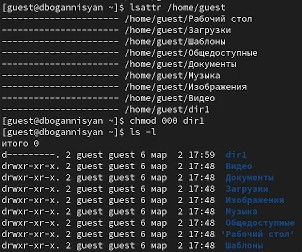 [guest@dbogannisyan ~]$ lsattr /home/guest
---------------------- /home/guest/Рабочий стол
---------------------- /home/guest/Загрузки
---------------------- /home/guest/Шаблоны
---------------------- /home/guest/Общедоступные
---------------------- /home/guest/Документы
---------------------- /home/guest/Музыка
---------------------- /home/guest/Изображения
---------------------- /home/guest/Видео
---------------------- /home/guest/dir1
[guest@dbogannisyan ~]$ chmod 000 dir1
[guest@dbogannisyan ~]$ ls -l
итого 0
d---------. 2 guest guest 6 мар  2 17:59  dir1
drwxr-xr-x. 2 guest guest 6 мар  2 17:48  Видео
drwxr-xr-x. 2 guest guest 6 мар  2 17:48  Документы
drwxr-xr-x. 2 guest guest 6 мар  2 17:48  Загрузки
drwxr-xr-x. 2 guest guest 6 мар  2 17:48  Изображения
drwxr-xr-x. 2 guest guest 6 мар  2 17:48  Музыка
drwxr-xr-x. 2 guest guest 6 мар  2 17:48  Общедоступные
drwxr-xr-x. 2 guest guest 6 мар  2 17:48 'Рабочий стол'
drwxr-xr-x. 2 guest guest 6 мар  2 17:48  Шаблоны